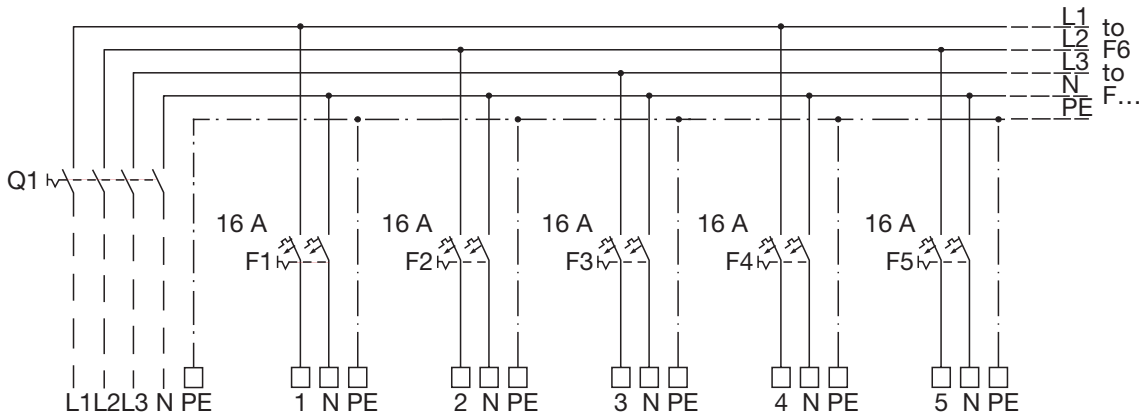 L1 to
L2 F6
L3 to
N F...
PE
Q1
16 A 16 A 16 A 16 A 16 A
F1 F2 F3 F4 F5
L1 L2 L3 N PE 1 N PE 2 N PE 3 N PE 4 N PE 5 N PE